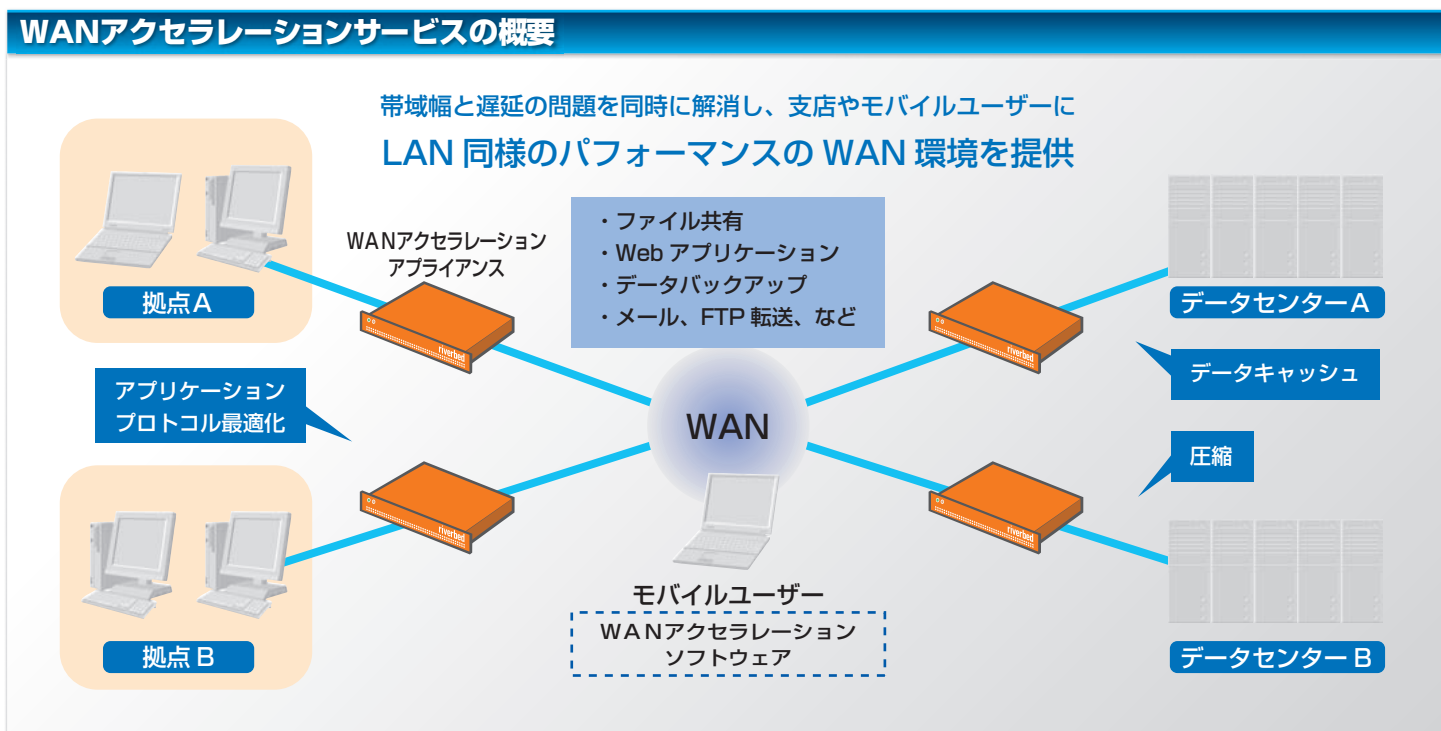 WANアクセラレーションサービスの概要
帯域幅と遅延の問題を同時に解消し、支店やモバイルユーザーに
LAN 同様のパフォーマンスの WAN 環境を提供
WANアクセラレーション
アプライアンス
・ファイル共有
・Web アプリケーション
・データバックアップ
・メール、FTP 転送、など
拠点A
データセンターA
riverbed
riverbed
データキャッシュ
アプリケーション
プロトコル最適化
WAN
圧縮
riverbed
riverbed
モバイルユーザー
WANアクセラレーション
ソフトウェア
拠点 B
データセンター B